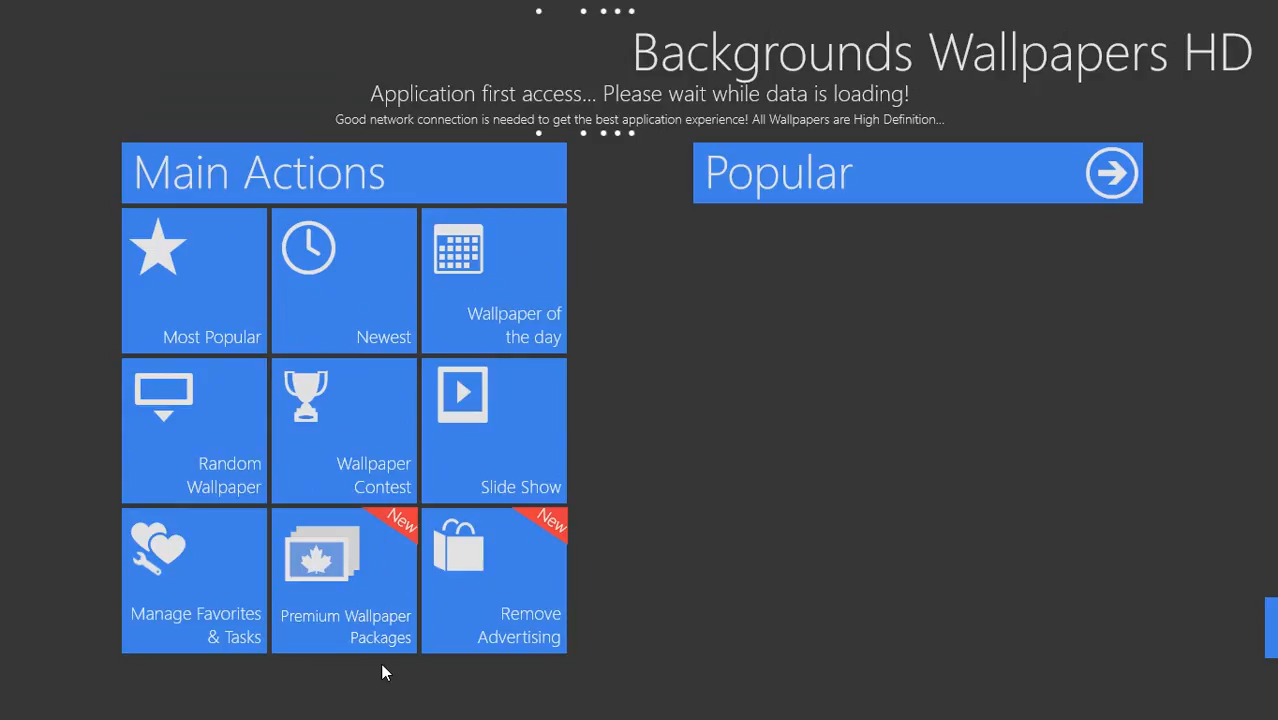 Backgrounds Wallpapers HD
Application first access... Please wait while data is loading!
Good network connection is needed to get the best application experience! All Wallpapers are High Definition...
Main Actions
Popular
Most Popular
Newest
Wallpaper of
the day
Random
Wallpaper
Wallpaper
Contest
Slide Show
Manage Favorites
& Tasks
New
Premium Wallpaper
Packages
New
Remove
Advertising